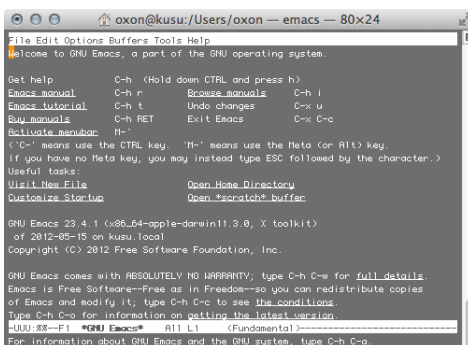 oxon@kusu:/Users/oxon — emacs — 80×24
File Edit Options Buffers Tools Help
Welcome to GNU Emacs, a part of the GNU operating system.
Get help C-h (Hold down CTRL and press h)
Emacs manual C-h r Browse manuals C-h i
Emacs tutorial C-h t Undo changes C-x u
Buy manuals C-h RET Exit Emacs C-x C-c
Activate menubar M-`
(`C-' means use the CTRL key. `M-' means use the Meta (or Alt) key.
If you have no Meta key, you may instead type ESC followed by the character.)
Useful tasks:
Visit New File Open Home Directory
Customize Startup Open *scratch* buffer
GNU Emacs 23.4.1 (x86_64-apple-darwin11.3.0, X toolkit)
of 2012-05-15 on kusu.local
Copyright (C) 2012 Free Software Foundation, Inc.
GNU Emacs comes with ABSOLUTELY NO WARRANTY; type C-h C-w for full details.
Emacs is Free Software--Free as in Freedom--so you can redistribute copies
of Emacs and modify it; type C-h C-c to see the conditions.
Type C-h C-o for information on getting the latest version.
-UUU:%%--F1 *GNU Emacs* All L1 (Fundamental)--------------------------
For information about GNU Emacs and the GNU system, type C-h C-a.